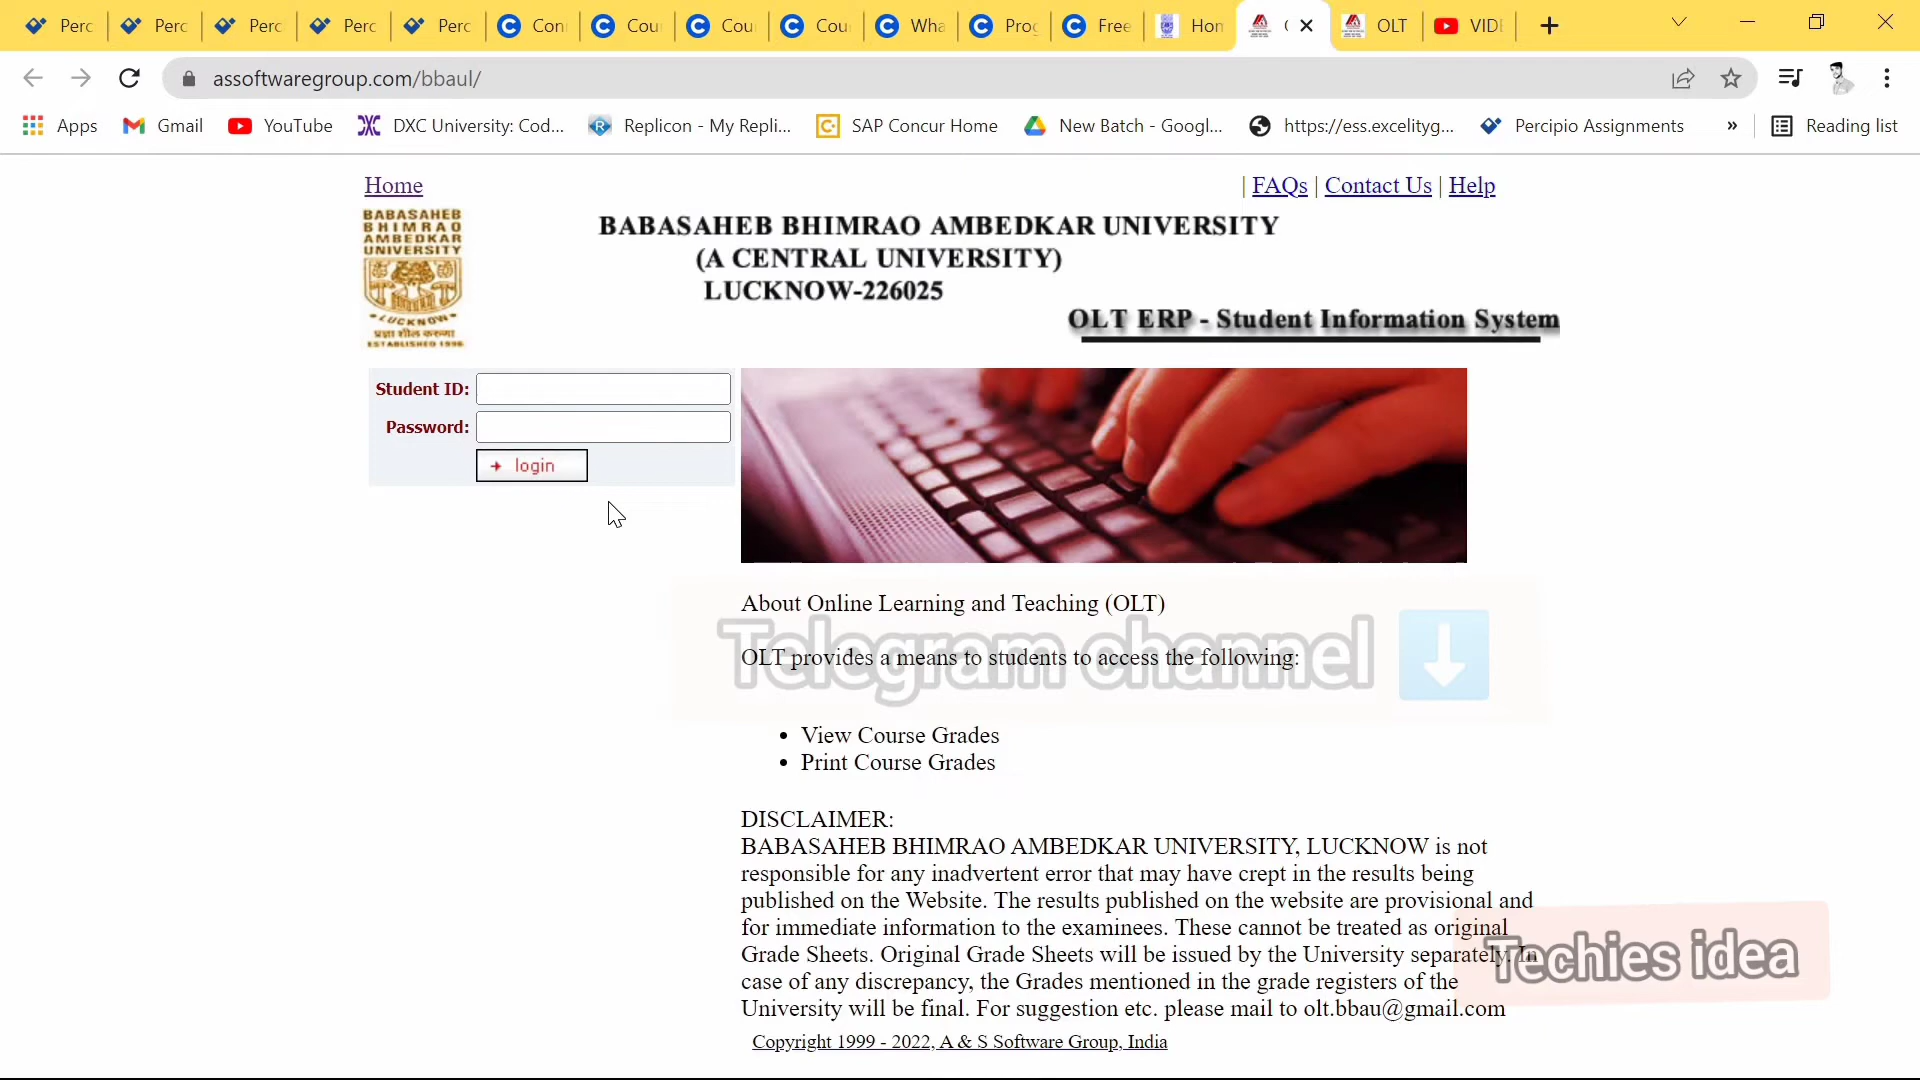 Perc Perc Perc Perc Perc Con Cou Cou Cou Wha Prog Free Hon OLT VIDE
assoftwaregroup.com/bbaul/
Apps Gmail YouTube DXC University: Cod... Replicon - My Repli... SAP Concur Home New Batch - Googl... https://ess.excelityg... Percipio Assignments » Reading list
Home | FAQs | Contact Us | Help
BABASAHEB
BHIMRAO
AMBEDKAR
UNIVERSITY
LUCKNOW
प्रज्ञा शील करुणा
ESTABLISHED 1996
BABASAHEB BHIMRAO AMBEDKAR UNIVERSITY
(A CENTRAL UNIVERSITY)
LUCKNOW-226025
OLT ERP - Student Information System
Student ID:
Password:
login
About Online Learning and Teaching (OLT)
Telegram channel
OLT provides a means to students to access the following:
• View Course Grades
• Print Course Grades
DISCLAIMER:
BABASAHEB BHIMRAO AMBEDKAR UNIVERSITY, LUCKNOW is not
responsible for any inadvertent error that may have crept in the results being
published on the Website. The results published on the website are provisional and
for immediate information to the examinees. These cannot be treated as original
Grade Sheets. Original Grade Sheets will be issued by the University separately. In
case of any discrepancy, the Grades mentioned in the grade registers of the
University will be final. For suggestion etc. please mail to olt.bbau@gmail.com
Techies idea
Copyright 1999 - 2022, A & S Software Group, India